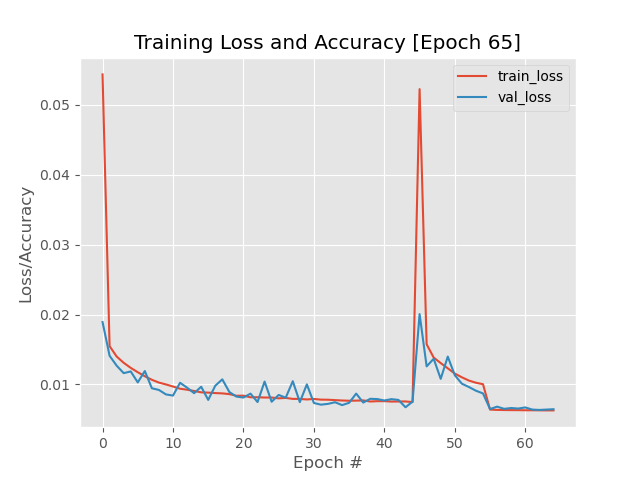 Training Loss and Accuracy [Epoch 65]
train_loss
val_loss
0.05
0.04
0.03
0.02
0.01
Loss/Accuracy
0 10 20 30 40 50 60
Epoch #